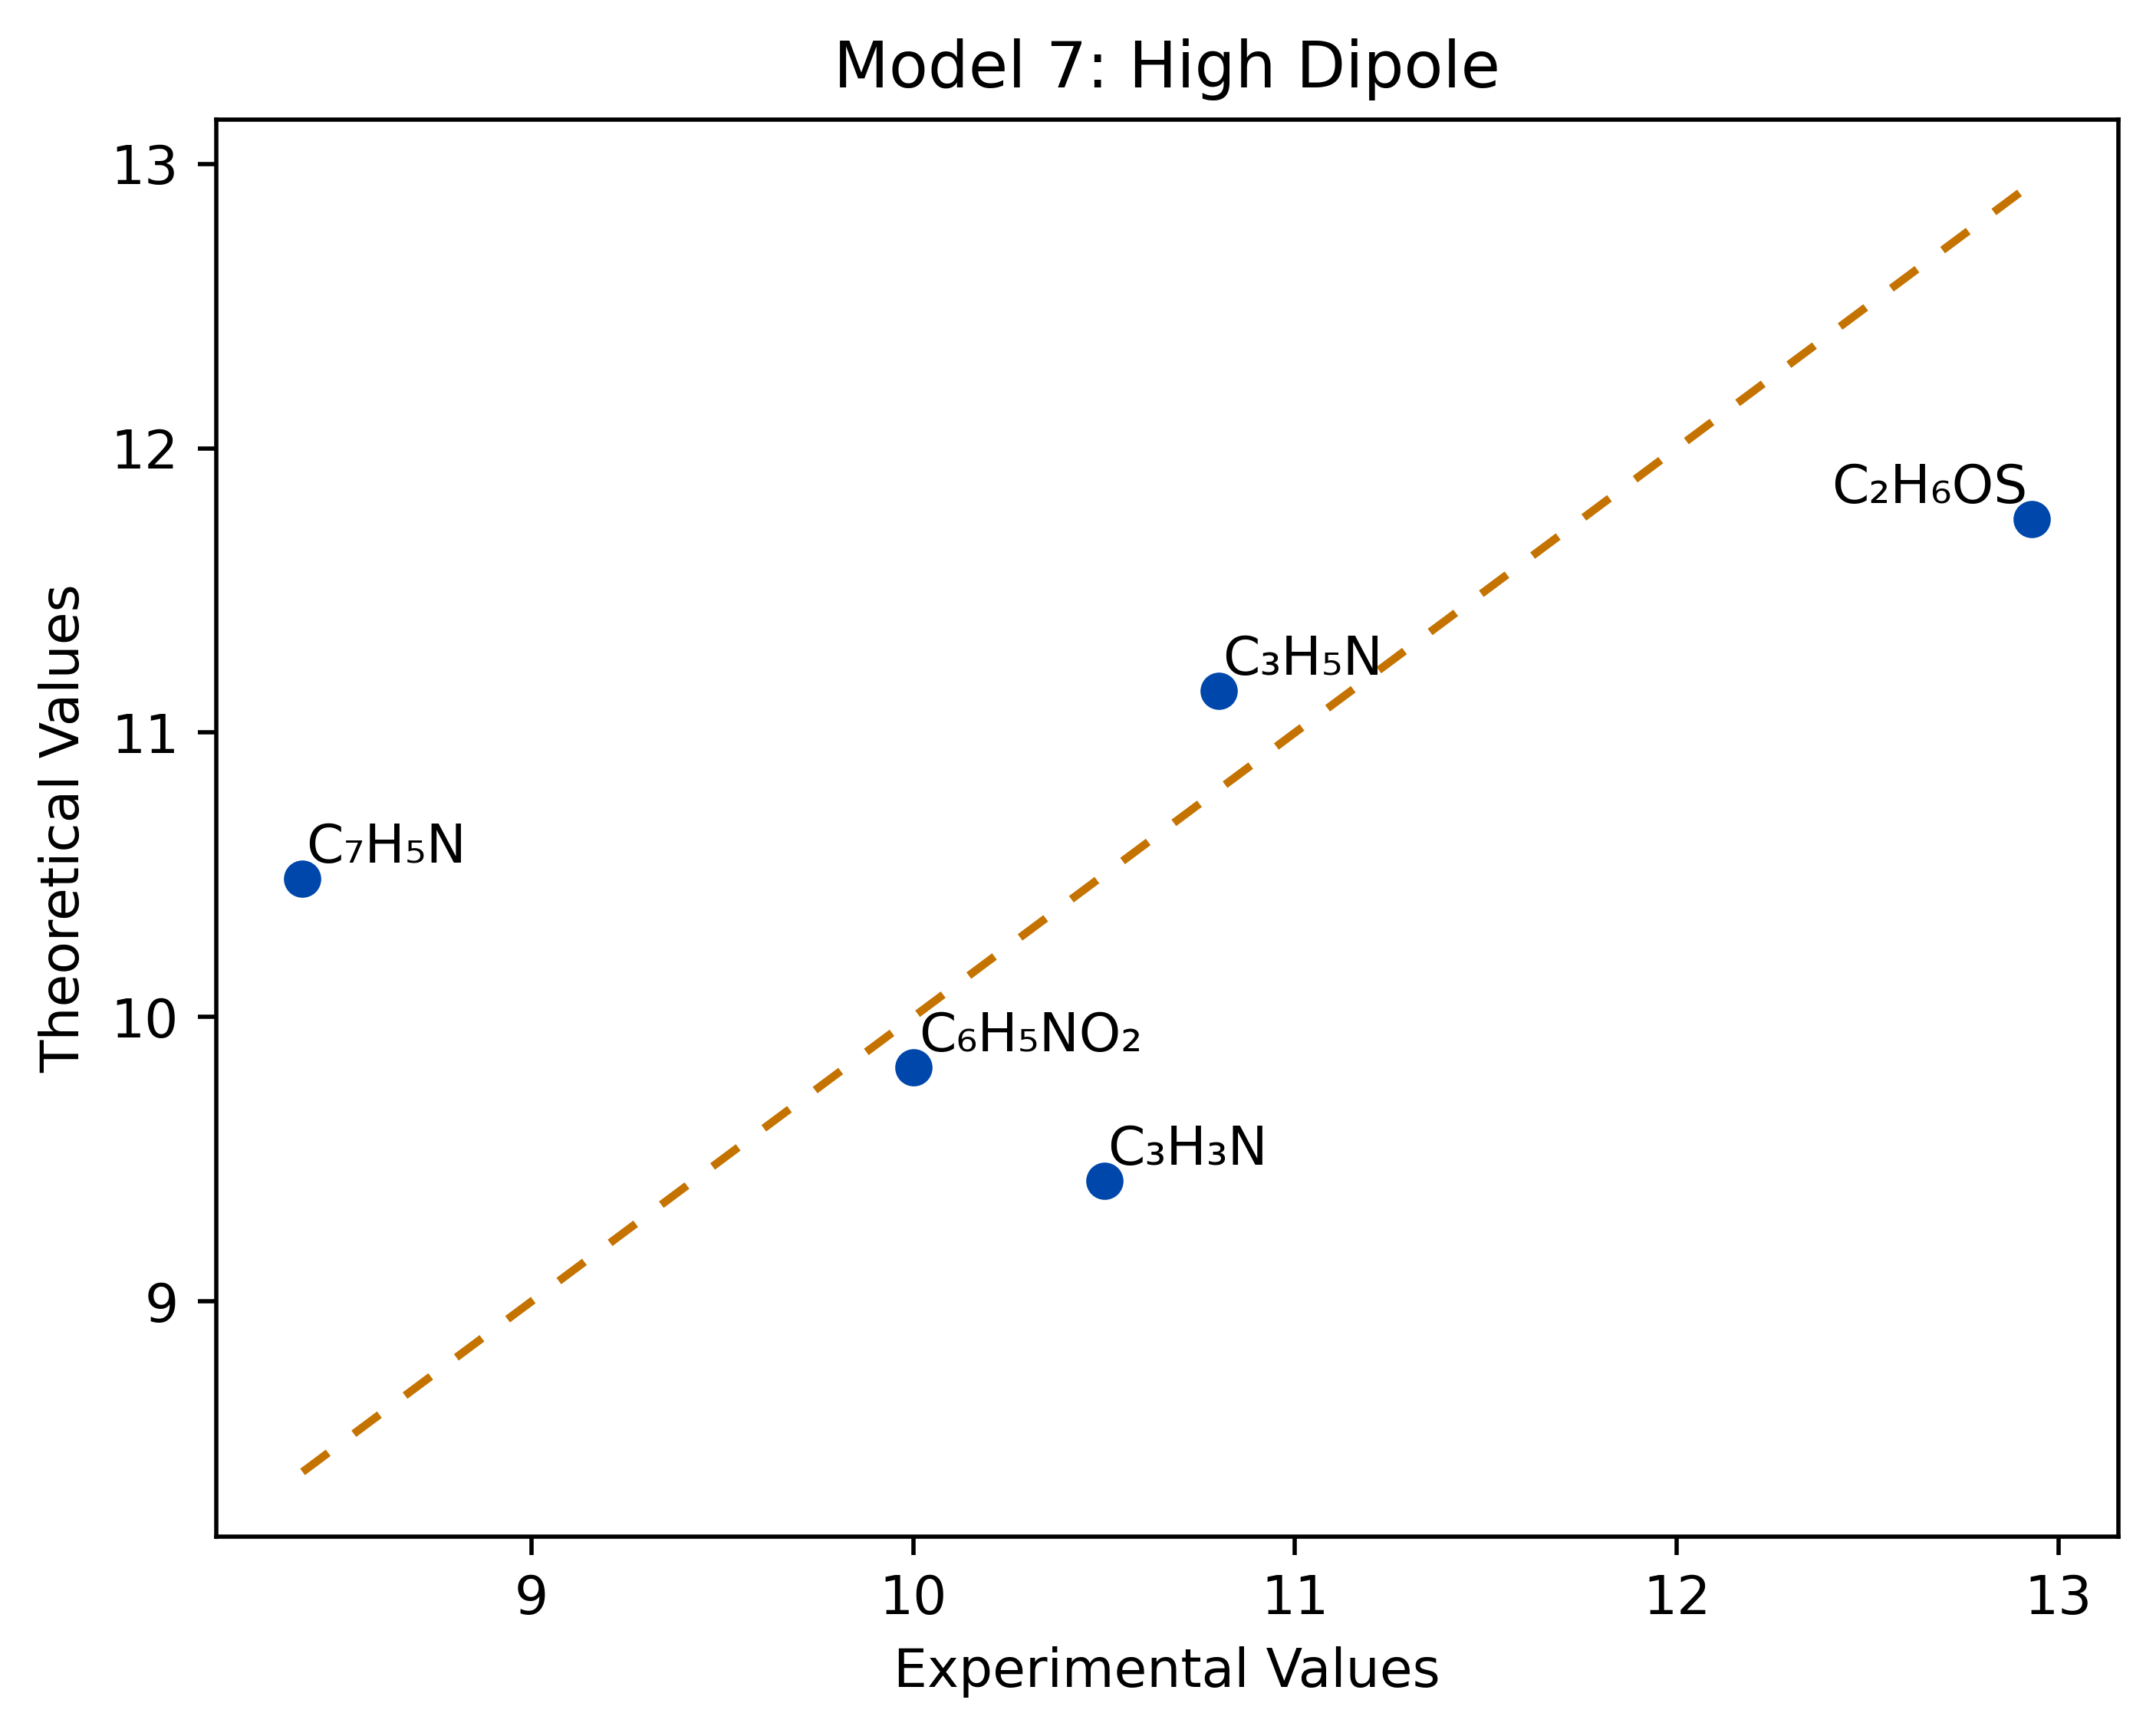 Model 7: High Dipole
13
12
11
10
9
Theoretical Values
C₂H₆OS
C₃H₅N
C₇H₅N
C₆H₅NO₂
C₃H₃N
9
10
11
12
13
Experimental Values